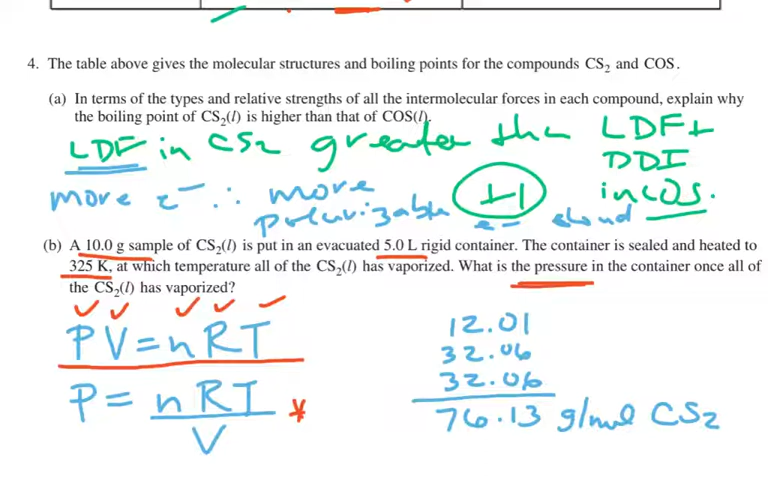 4. The table above gives the molecular structures and boiling points for the compounds CS₂ and COS.
(a) In terms of the types and relative strengths of all the intermolecular forces in each compound, explain why
the boiling point of CS₂(l) is higher than that of COS(l).
LDF in CS₂ greater tha LDF+
DDI
in COS.
more e⁻ ∴ more
polarizable e⁻ cloud
+1
(b) A 10.0 g sample of CS₂(l) is put in an evacuated 5.0 L rigid container. The container is sealed and heated to
325 K, at which temperature all of the CS₂(l) has vaporized. What is the pressure in the container once all of
the CS₂(l) has vaporized?
PV=nRT
P= nRT
V
12.01
32.06
32.06
76.13 g/mol CS₂